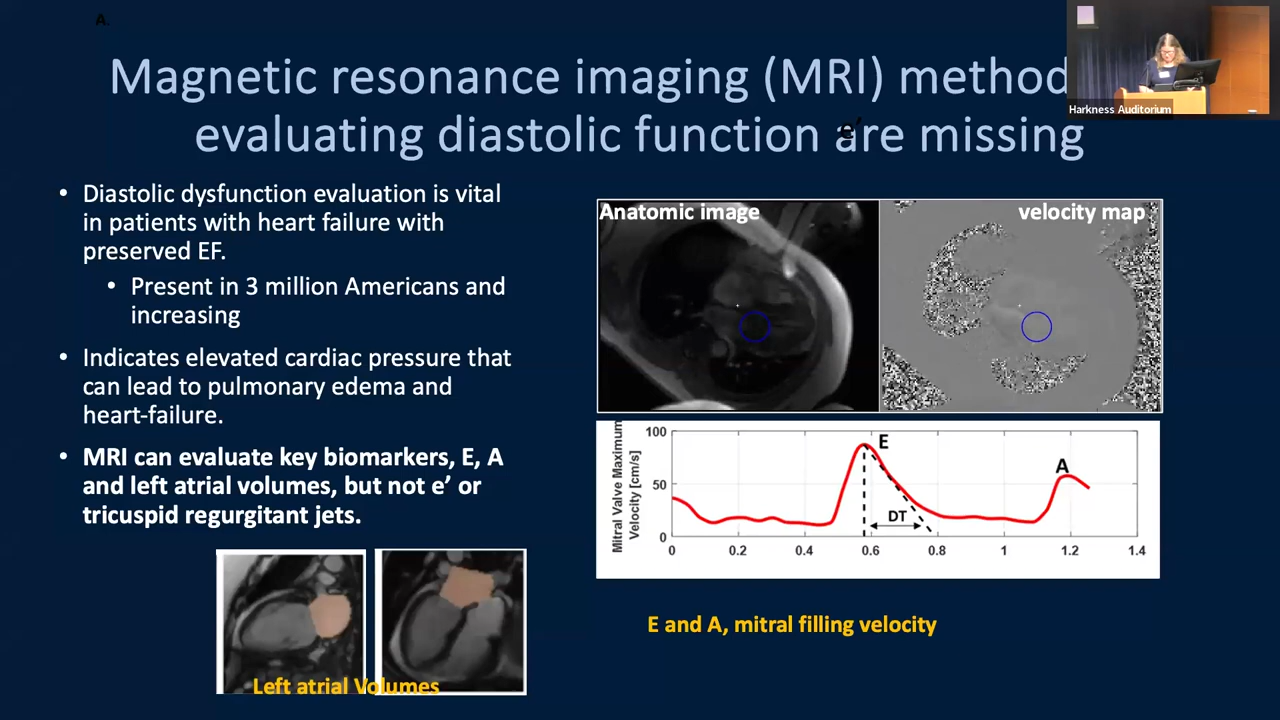 A.
Magnetic resonance imaging (MRI) method
evaluating diastolic function are missing
e′
Harkness Auditorium
• Diastolic dysfunction evaluation is vital
in patients with heart failure with
preserved EF.
• Present in 3 million Americans and
increasing
• Indicates elevated cardiac pressure that
can lead to pulmonary edema and
heart-failure.
• MRI can evaluate key biomarkers, E, A
and left atrial volumes, but not e’ or
tricuspid regurgitant jets.
Left atrial Volumes
Anatomic image
velocity map
Mitral Valve Maximum
Velocity [cm/s]
100
50
0
E
A
DT
0 0.2 0.4 0.6 0.8 1 1.2 1.4
E and A, mitral filling velocity